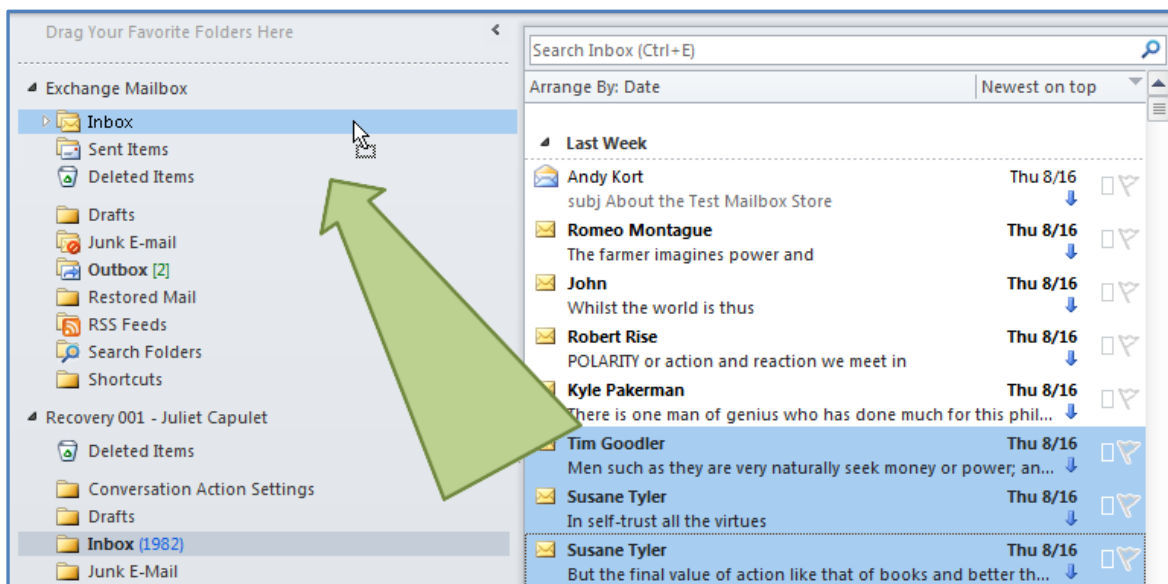 Drag Your Favorite Folders Here
Exchange Mailbox
Inbox
Sent Items
Deleted Items
Drafts
Junk E-mail
Outbox [2]
Restored Mail
RSS Feeds
Search Folders
Shortcuts
Recovery 001 - Juliet Capulet
Deleted Items
Conversation Action Settings
Drafts
Inbox (1982)
Junk E-Mail
Search Inbox (Ctrl+E)
Arrange By: Date Newest on top
Last Week
Andy Kort Thu 8/16
subj About the Test Mailbox Store
Romeo Montague Thu 8/16
The farmer imagines power and
John Thu 8/16
Whilst the world is thus
Robert Rise Thu 8/16
POLARITY or action and reaction we meet in
Kyle Pakerman Thu 8/16
There is one man of genius who has done much for this phil...
Tim Goodler Thu 8/16
Men such as they are very naturally seek money or power; an...
Susane Tyler Thu 8/16
In self-trust all the virtues
Susane Tyler Thu 8/16
But the final value of action like that of books and better th...